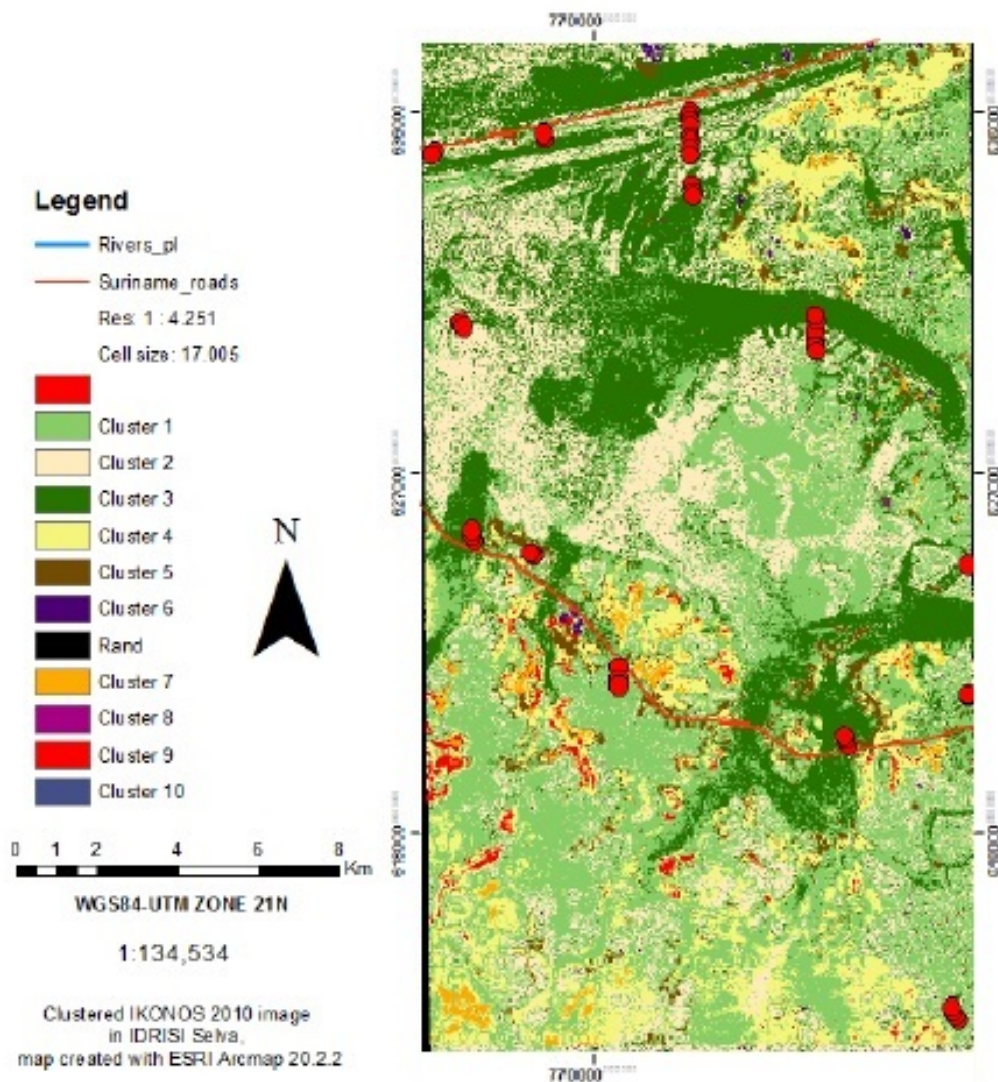 770000
Legend
Rivers_pl
Suriname_roads
Res: 1 : 4.251
Cell size: 17.005
Cluster 1
Cluster 2
Cluster 3
Cluster 4
Cluster 5
Cluster 6
Rand
Cluster 7
Cluster 8
Cluster 9
Cluster 10
N
0 1 2 4 6 8
Km
WGS84-UTM ZONE 21N
1:134,534
Clustered IKONOS 2010 image
in IDRISI Selva,
map created with ESRI Arcmap 20.2.2
627000
627000
618000
770000